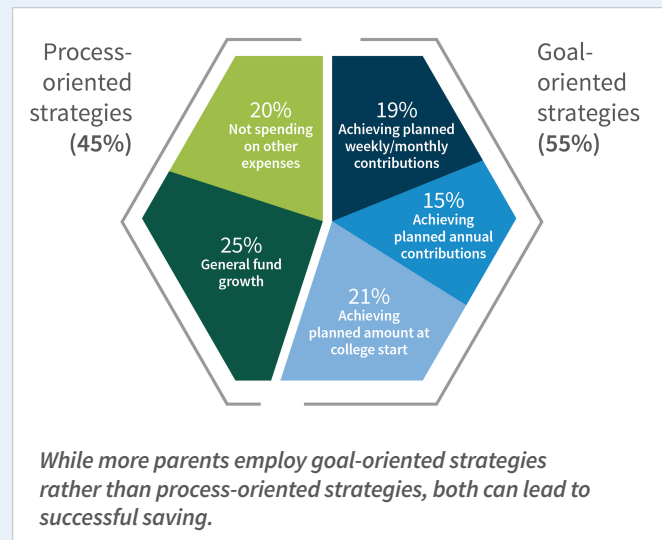 Process-
oriented
strategies
(45%)
Goal-
oriented
strategies
(55%)
20%
Not spending
on other
expenses
19%
Achieving planned
weekly/monthly
contributions
15%
Achieving
planned annual
contributions
25%
General fund
growth
21%
Achieving
planned amount at
college start
While more parents employ goal-oriented strategies
rather than process-oriented strategies, both can lead to
successful saving.